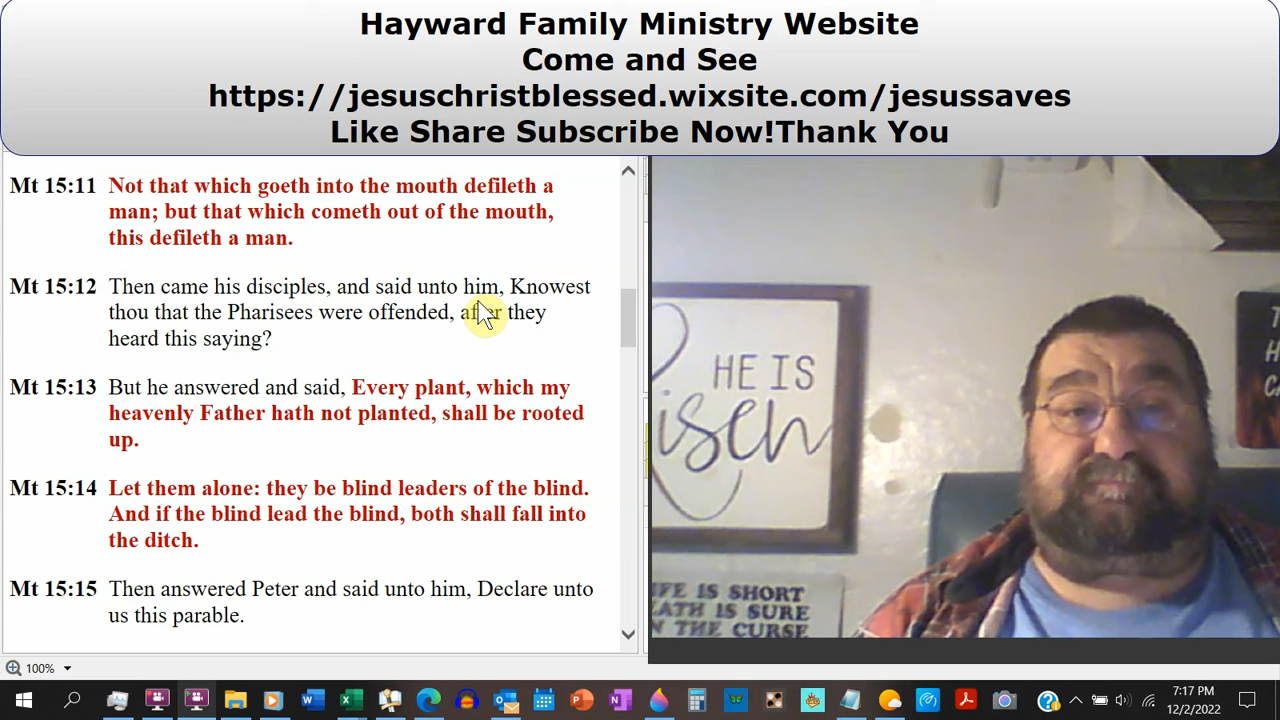 Hayward Family Ministry Website
Come and See
https://jesuschristblessed.wixsite.com/jesussaves
Like Share Subscribe Now!Thank You
Mt 15:11 Not that which goeth into the mouth defileth a
man; but that which cometh out of the mouth,
this defileth a man.
Mt 15:12 Then came his disciples, and said unto him, Knowest
thou that the Pharisees were offended, after they
heard this saying?
Mt 15:13 But he answered and said, Every plant, which my
heavenly Father hath not planted, shall be rooted
up.
Mt 15:14 Let them alone: they be blind leaders of the blind.
And if the blind lead the blind, both shall fall into
the ditch.
Mt 15:15 Then answered Peter and said unto him, Declare unto
us this parable.
HE IS
Risen
IS SHORT
IS SURE
THE CURSE
100%
7:17 PM
12/2/2022